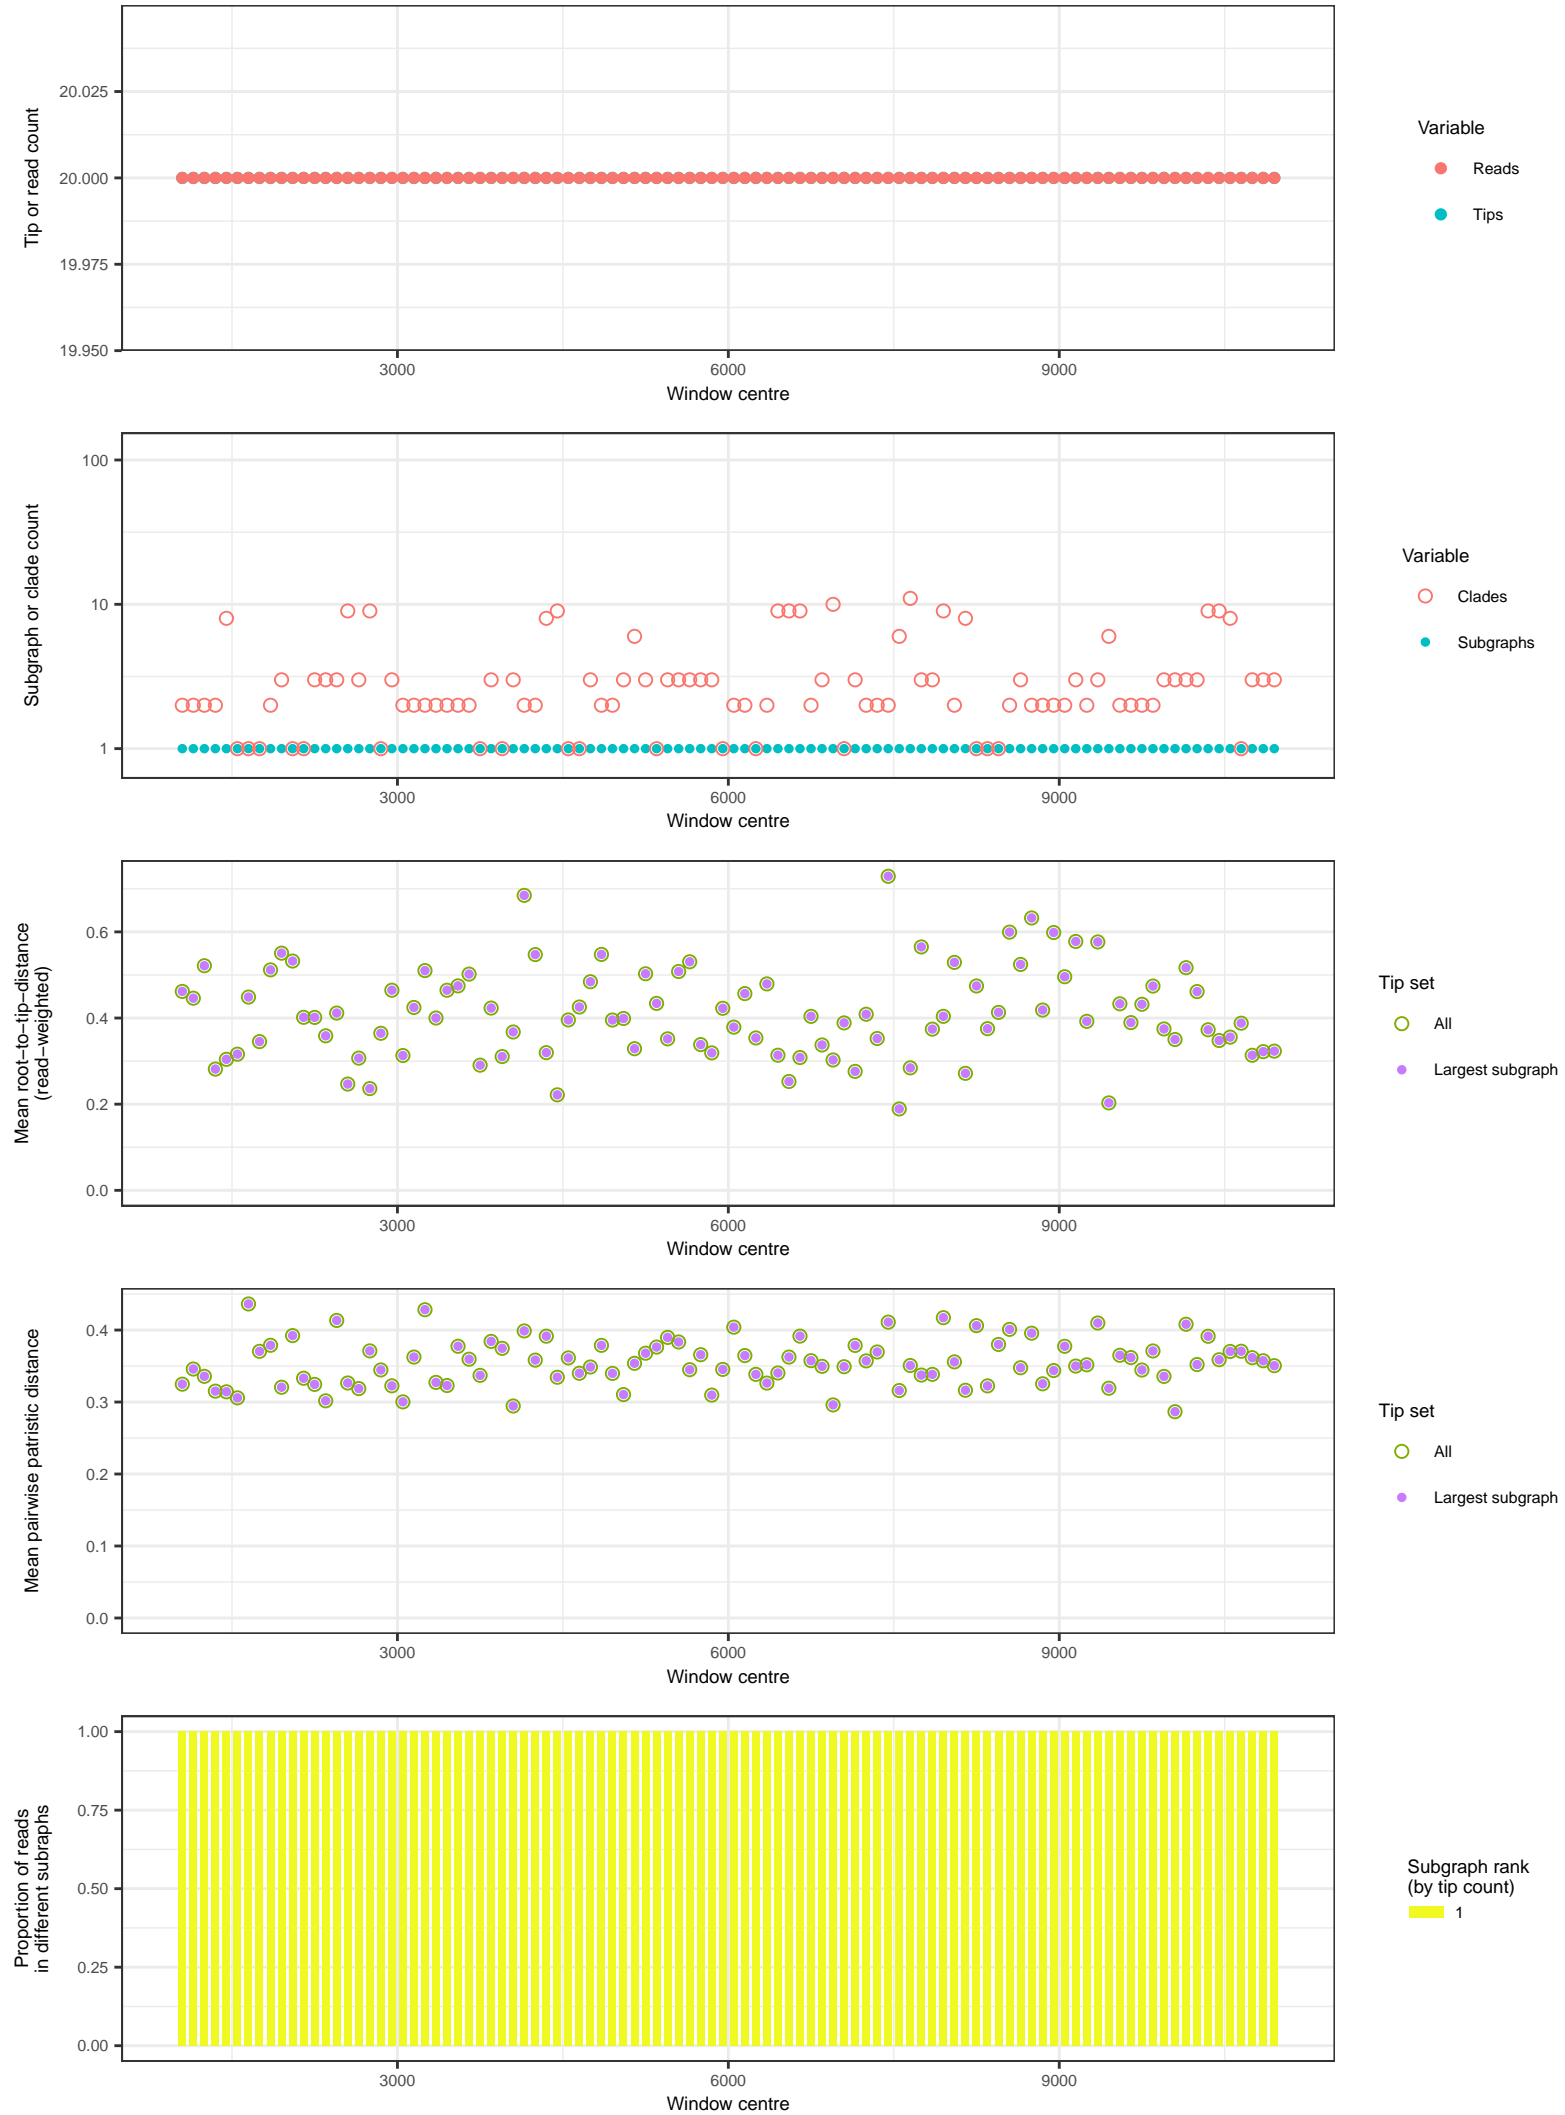 Tip or read count
20.025
20.000
19.975
19.950
3000
6000
9000
Window centre
Variable
Reads
Tips
Subgraph or clade count
100
10
1
3000
6000
9000
Window centre
Variable
Clades
Subgraphs
Mean root−to−tip−distance
(read−weighted)
0.6
0.4
0.2
0.0
3000
6000
9000
Window centre
Tip set
All
Largest subgraph
Mean pairwise patristic distance
0.4
0.3
0.2
0.1
0.0
3000
6000
9000
Window centre
Tip set
All
Largest subgraph
Proportion of reads
in different subraphs
1.00
0.75
0.50
0.25
0.00
3000
6000
9000
Window centre
Subgraph rank
(by tip count)
1